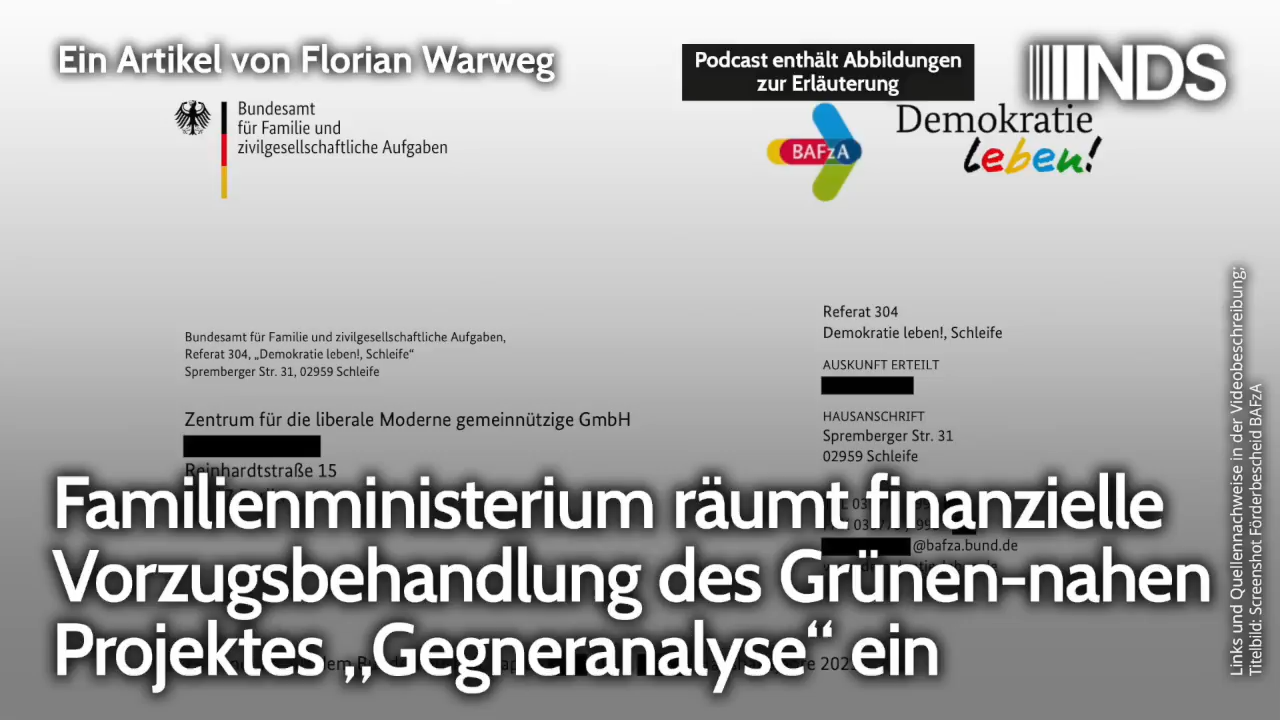 Ein Artikel von Florian Warweg
Podcast enthält Abbildungen
zur Erläuterung
NDS
Bundesamt
für Familie und
zivilgesellschaftliche Aufgaben
BAFzA
Demokratie
leben!
Referat 304
Demokratie leben!, Schleife
AUSKUNFT ERTEILT
HAUSANSCHRIFT
Spremberger Str. 31
02959 Schleife
@bafza.bund.de
Bundesamt für Familie und zivilgesellschaftliche Aufgaben,
Referat 304, „Demokratie leben!, Schleife“
Spremberger Str. 31, 02959 Schleife
Zentrum für die liberale Moderne gemeinnützige GmbH
Reinhardtstraße 15
Familienministerium räumt finanzielle
Vorzugsbehandlung des Grünen-nahen
Projektes „Gegneranalyse“ ein
Links und Quellennachweise in der Videobeschreibung;
Titelbild: Screenshot Förderbescheid BAFzA